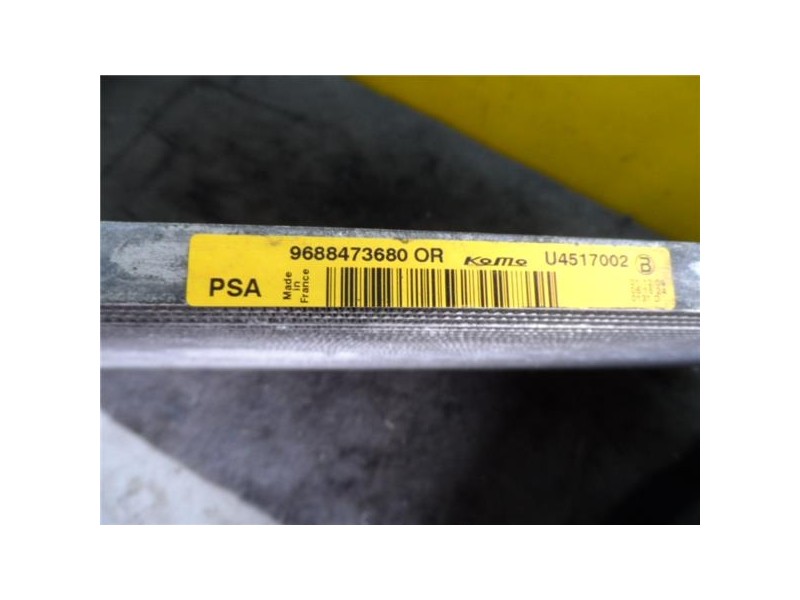 9688473680 OR KoMo U4517002 B
PSA Made in France